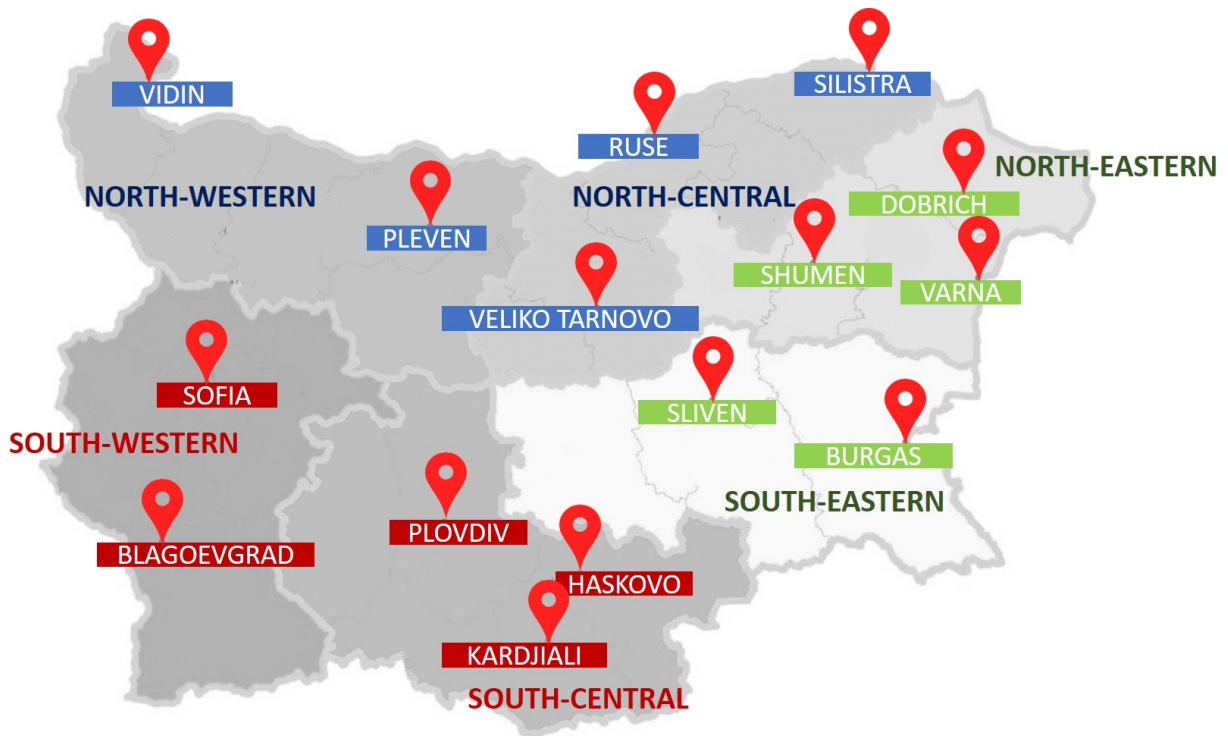 VIDIN
SILISTRA
RUSE
NORTH-EASTERN
NORTH-WESTERN
NORTH-CENTRAL
DOBRICH
PLEVEN
SHUMEN
VARNA
VELIKO TARNOVO
SOFIA
SLIVEN
SOUTH-WESTERN
BURGAS
SOUTH-EASTERN
PLOVDIV
BLAGOEVGRAD
HASKOVO
KARDJIALI
SOUTH-CENTRAL